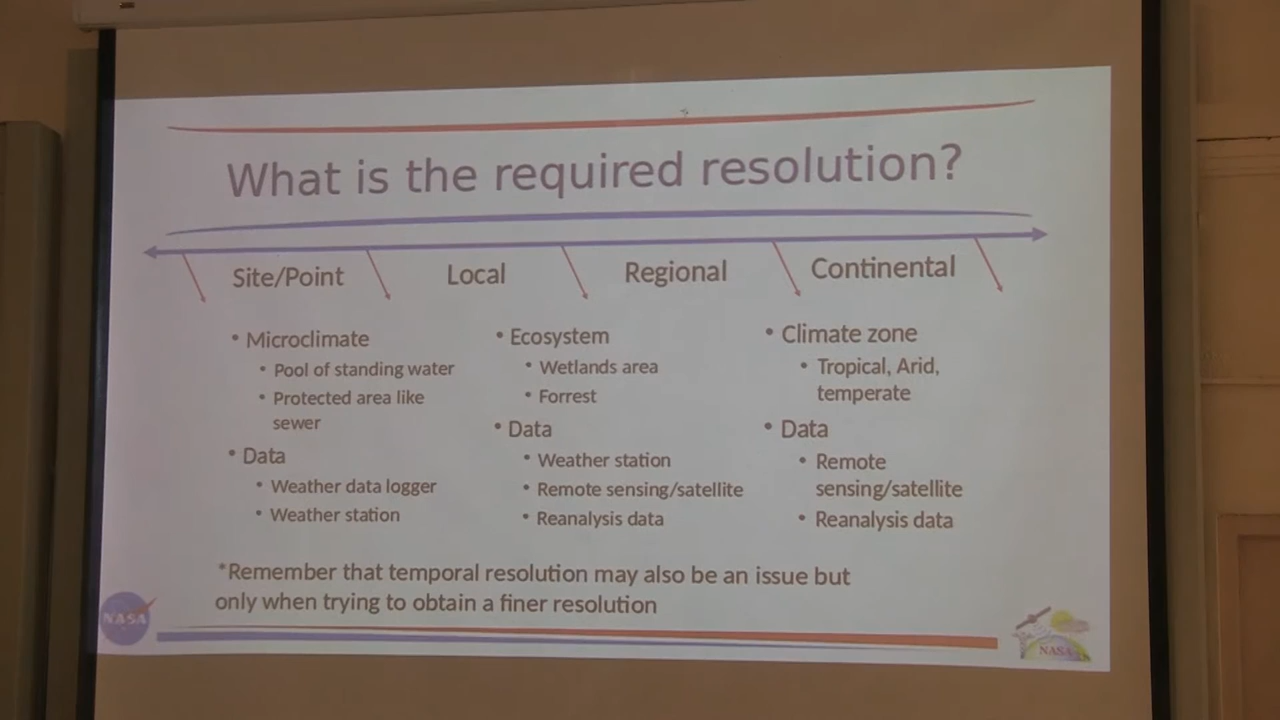 What is the required resolution?
Site/Point Local Regional Continental
• Microclimate
• Pool of standing water
• Protected area like
sewer
• Data
• Weather data logger
• Weather station
• Ecosystem
• Wetlands area
• Forrest
• Data
• Weather station
• Remote sensing/satellite
• Reanalysis data
• Climate zone
• Tropical, Arid,
temperate
• Data
• Remote
sensing/satellite
• Reanalysis data
*Remember that temporal resolution may also be an issue but
only when trying to obtain a finer resolution
NASA
NASA